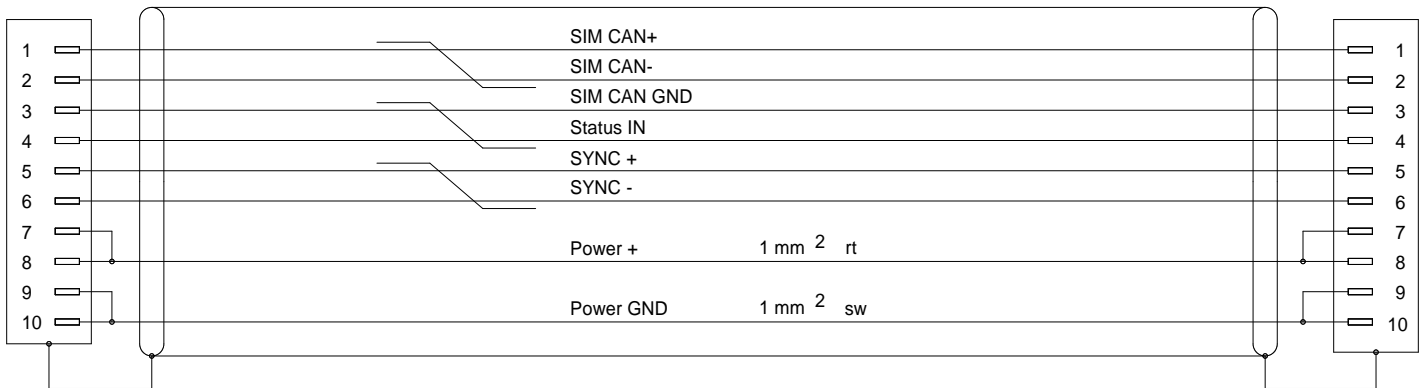 1 SIM CAN+ 1
2 SIM CAN- 2
3 SIM CAN GND 3
4 Status IN 4
5 SYNC + 5
6 SYNC - 6
7 7
8 Power + 1 mm 2 rt 8
9 9
10 Power GND 1 mm 2 sw 10